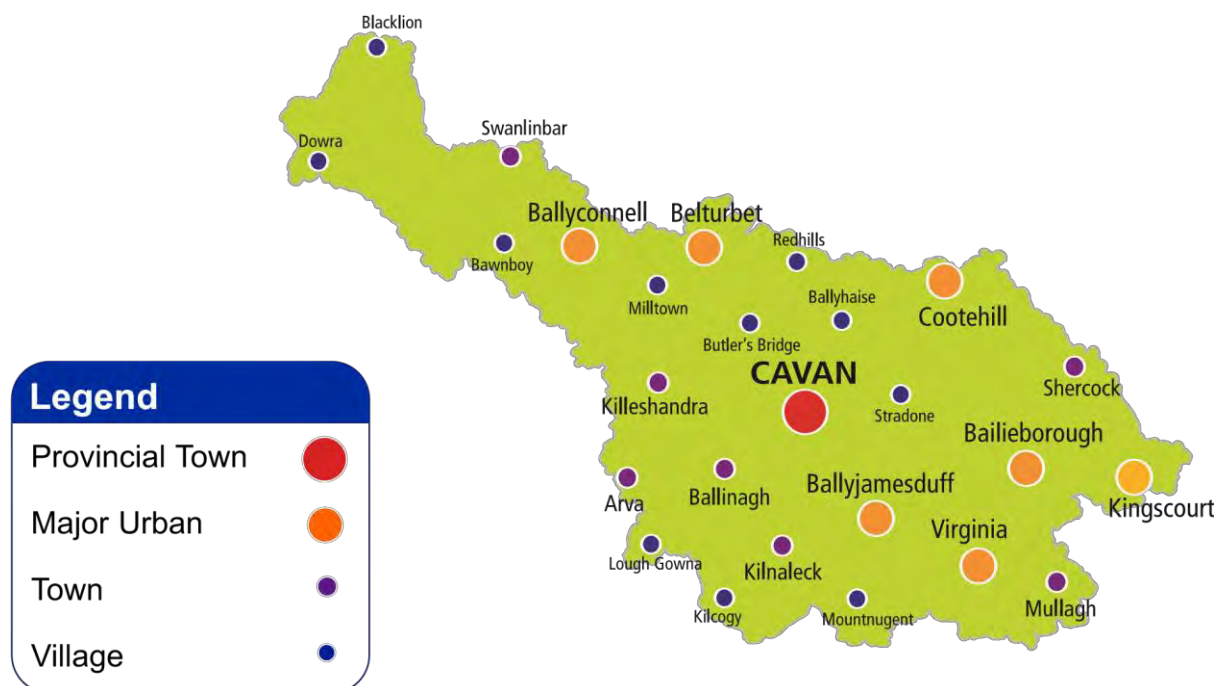 Blacklion
Swanlinbar
Dowra
Ballyconnell
Belturbet
Redhills
Bawnboy
Milltown
Ballyhaise
Cootehill
Butler's Bridge
CAVAN
Shercock
Killeshandra
Stradone
Bailieborough
Arva
Ballinagh
Ballyjamesduff
Kingscourt
Virginia
Lough Gowna
Kilnaleck
Mullagh
Kilcogy
Mountnugent
Legend
Provincial Town
Major Urban
Town
Village